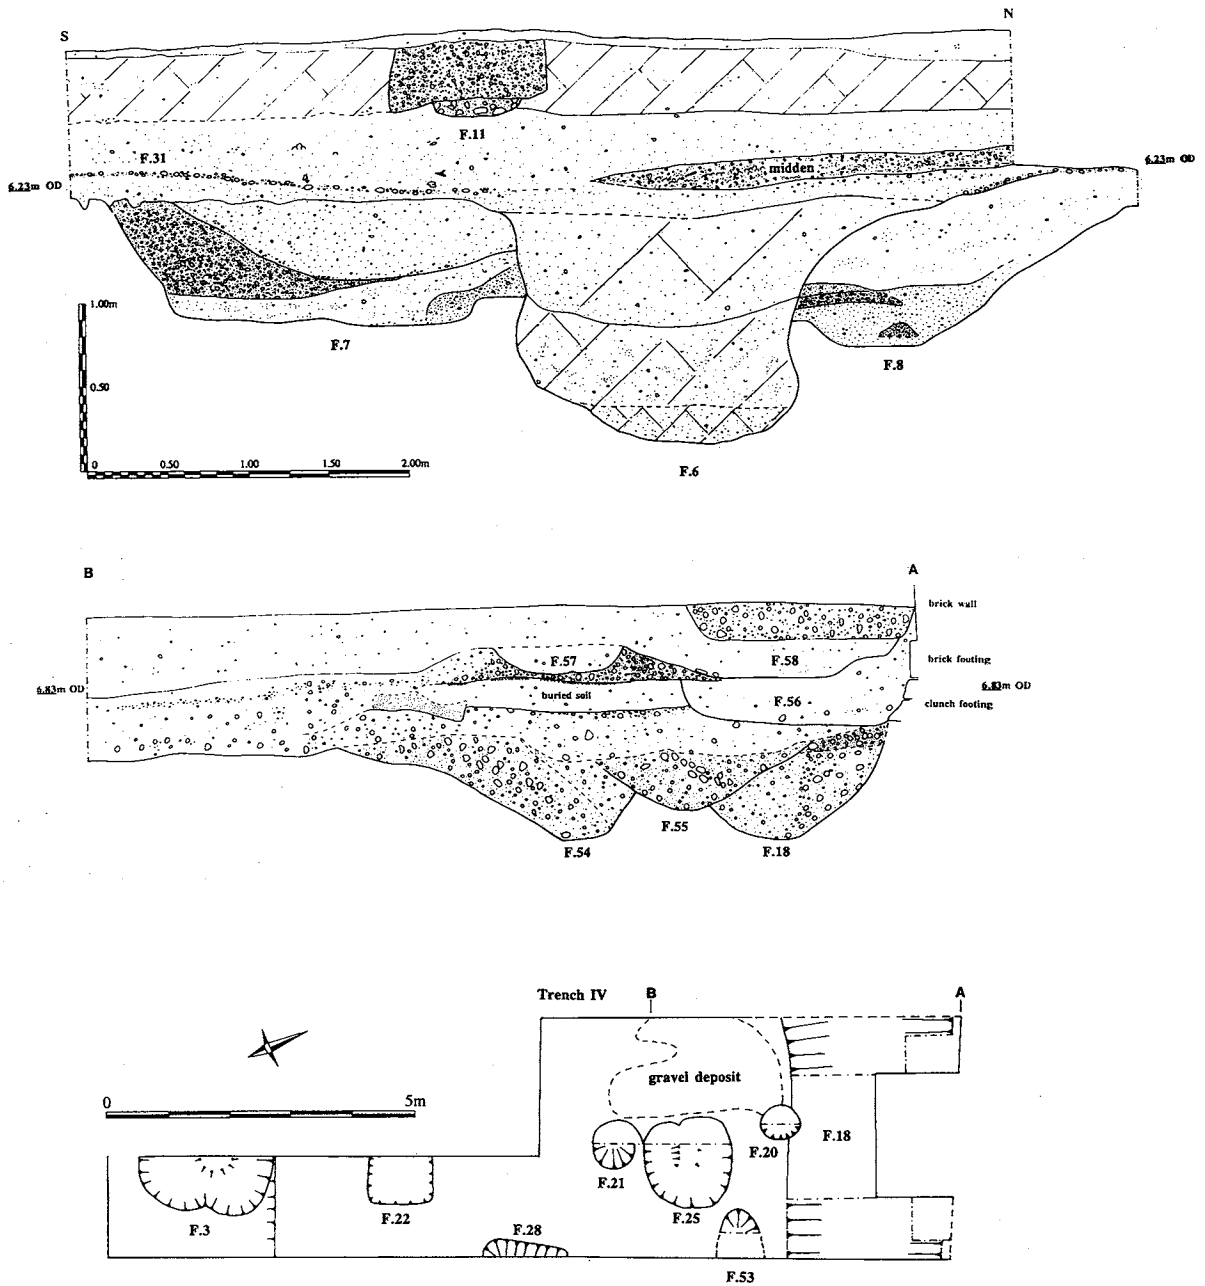 S
N
F.11
F.31
midden
6.23m OD
6.23m OD
1.00m
F.7
F.8
0.50
0 0.50 1.00 1.50 2.00m
F.6
B
A
brick wall
F.57
F.58
brick footing
6.83m OD
buried soil
6.83m OD
F.56
clunch footing
F.55
F.54
F.18
Trench IV
B
A
gravel deposit
0
5m
F.18
F.20
F.21
F.22
F.25
F.3
F.28
F.53